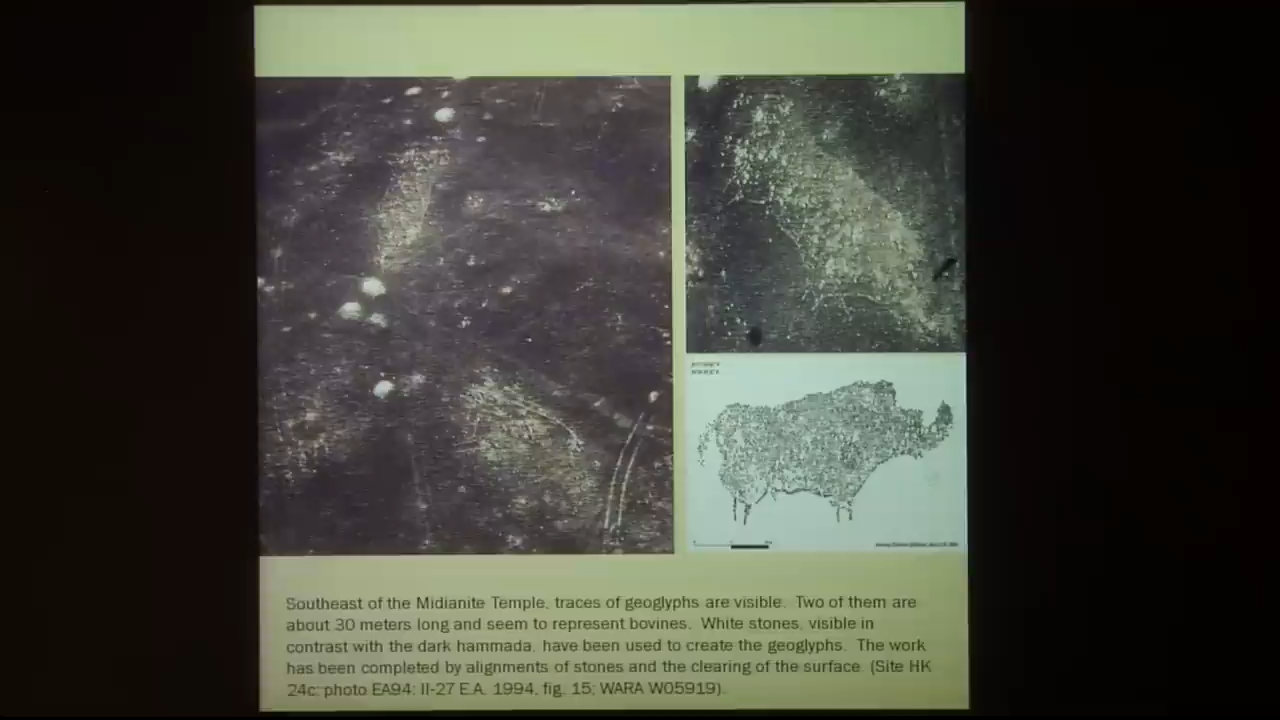 Southeast of the Midianite Temple, traces of geoglyphs are visible. Two of them are
about 30 meters long and seem to represent bovines. White stones, visible in
contrast with the dark hammada, have been used to create the geoglyphs. The work
has been completed by alignments of stones and the clearing of the surface. (Site HK
24c; photo EA94: II-27 E.A. 1994, fig. 15; WARA W05919).